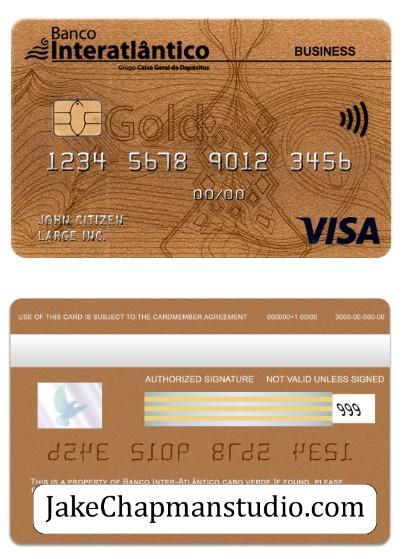 Banco
Interatlântico
Grupo Caixa Geral de Depósitos
BUSINESS
Gold
1234 5678 9012 3456
00/00
JOHN CITIZEN
LARGE INC.
VISA
USE OF THIS CARD IS SUBJECT TO THE CARDMEMBER AGREEMENT 000000+1 00/00 0000-00-000-00
AUTHORIZED SIGNATURE NOT VALID UNLESS SIGNED
999
THIS IS A PROPERTY OF BANCO INTER-ATLÂNTICO CABO VERDE IF FOUND, PLEASE
JakeChapmanstudio.com